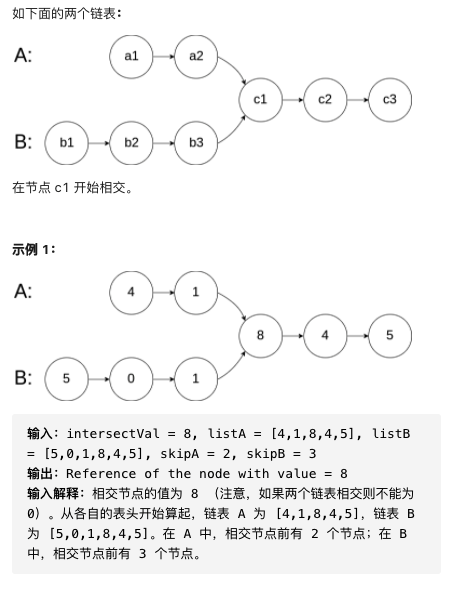 如下面的两个链表：
A: a1 a2
c1 c2 c3
B: b1 b2 b3
在节点 c1 开始相交。
示例 1：
A: 4 1
8 4 5
B: 5 0 1
输入：intersectVal = 8, listA = [4,1,8,4,5], listB
= [5,0,1,8,4,5], skipA = 2, skipB = 3
输出：Reference of the node with value = 8
输入解释：相交节点的值为 8 （注意，如果两个链表相交则不能为
0）。从各自的表头开始算起，链表 A 为 [4,1,8,4,5]，链表 B
为 [5,0,1,8,4,5]。在 A 中，相交节点前有 2 个节点；在 B
中，相交节点前有 3 个节点。